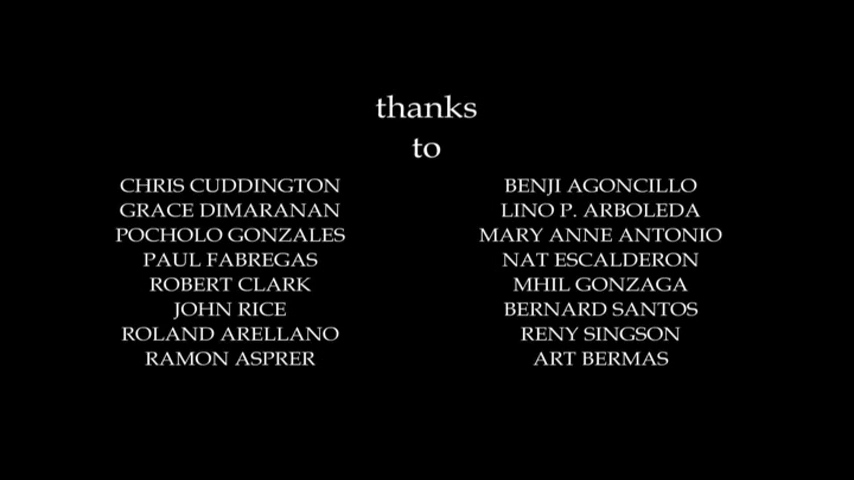 thanks
to
CHRIS CUDDINGTON
GRACE DIMARANAN
POCHOLO GONZALES
PAUL FABREGAS
ROBERT CLARK
JOHN RICE
ROLAND ARELLANO
RAMON ASPRER
BENJI AGONCILLO
LINO P. ARBOLEDA
MARY ANNE ANTONIO
NAT ESCALDERON
MHIL GONZAGA
BERNARD SANTOS
RENY SINGSON
ART BERMAS